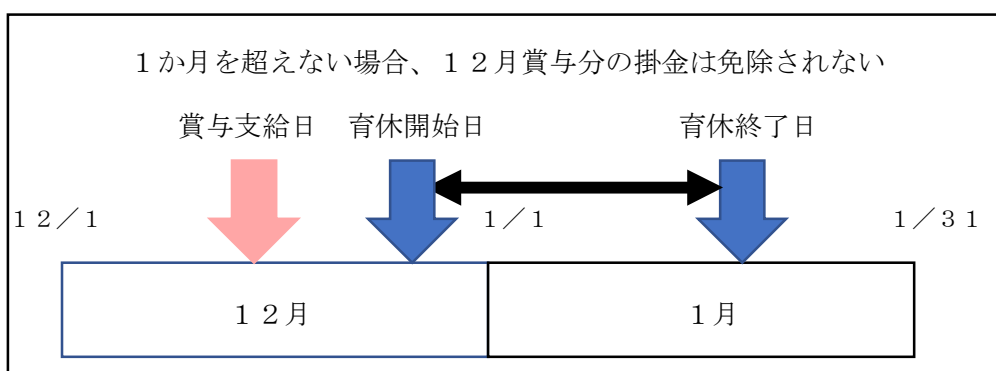 １か月を超えない場合、１２月賞与分の掛金は免除されない
賞与支給日　育休開始日　育休終了日
１２／１　１／１　１／３１
１２月　１月